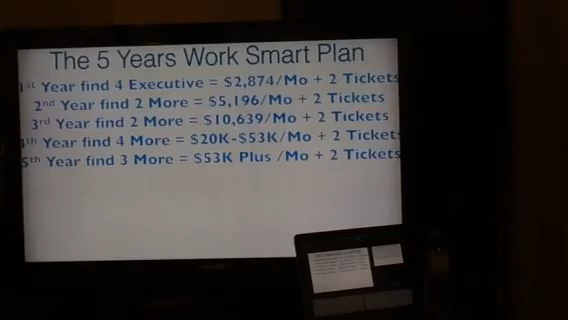 The 5 Years Work Smart Plan
1st Year find 4 Executive = $2,874/Mo + 2 Tickets
2nd Year find 2 More = $5,196/Mo + 2 Tickets
3rd Year find 2 More = $10,639/Mo + 2 Tickets
4th Year find 4 More = $20K-$53K/Mo + 2 Tickets
5th Year find 3 More = $53K Plus /Mo + 2 Tickets